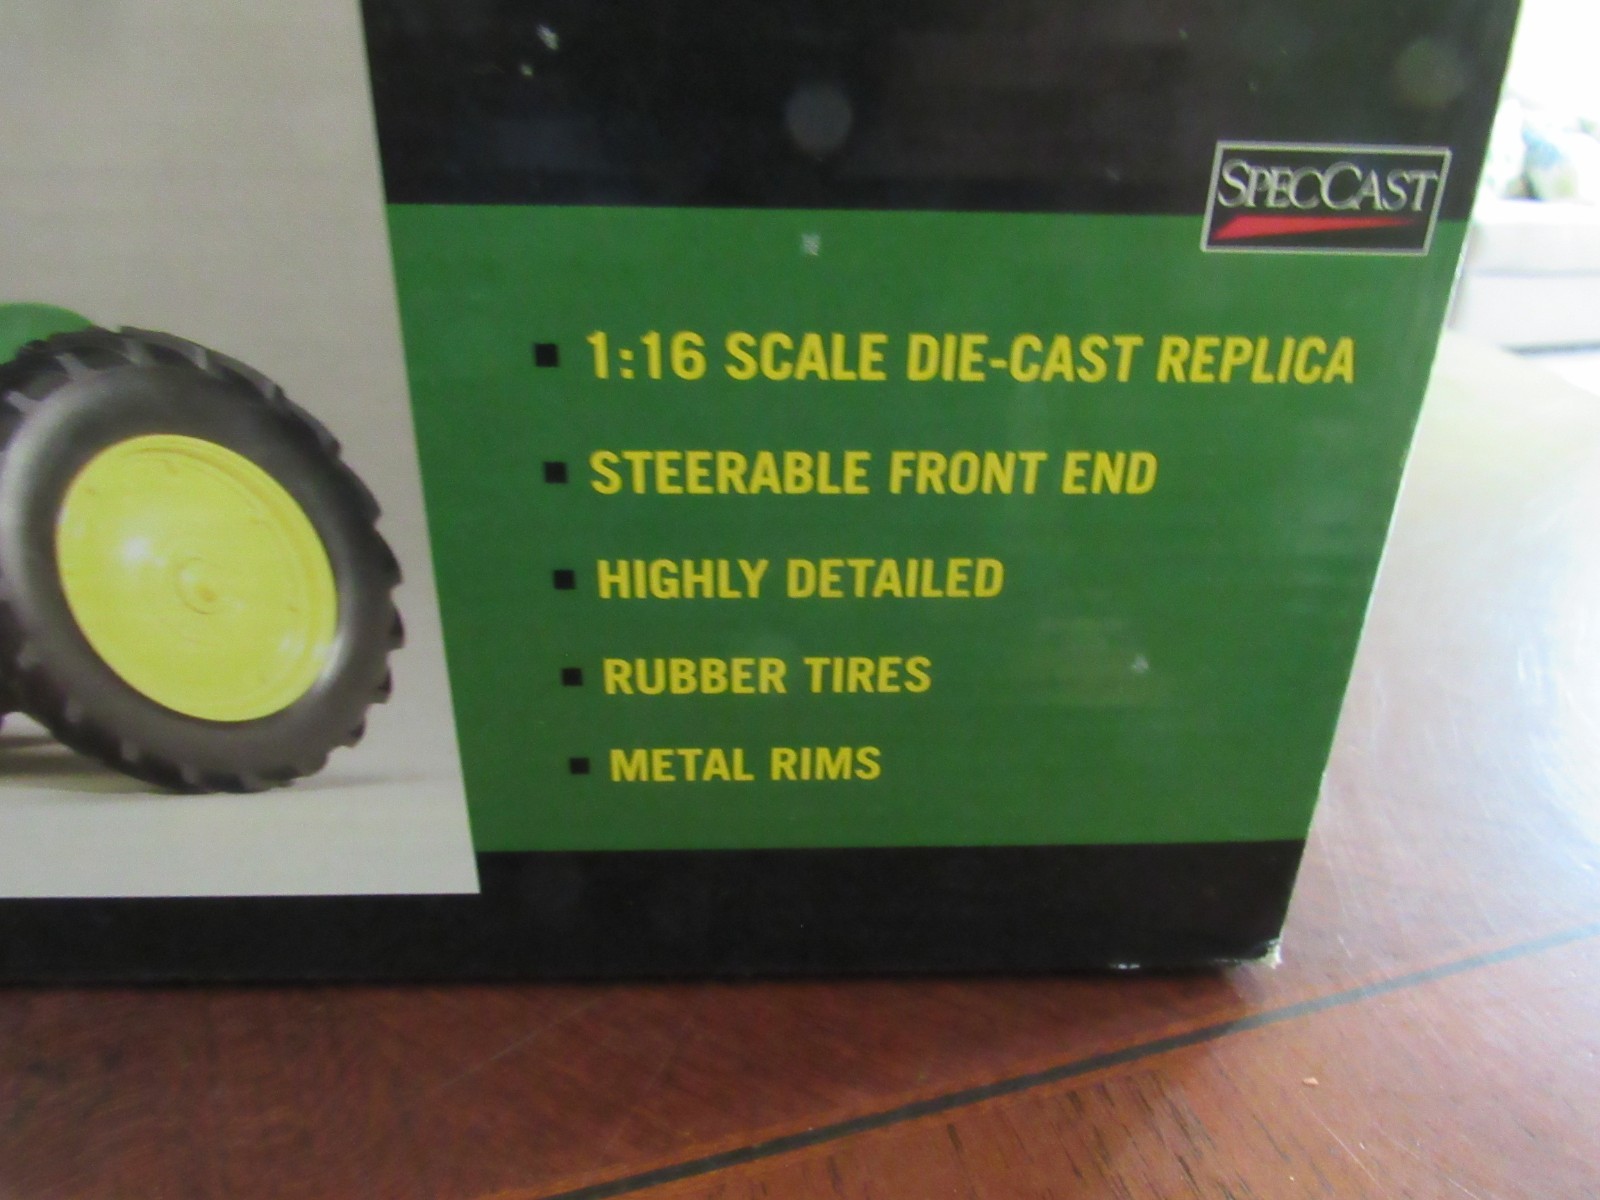 SPECCAST
1:16 SCALE DIE-CAST REPLICA
STEERABLE FRONT END
HIGHLY DETAILED
RUBBER TIRES
METAL RIMS